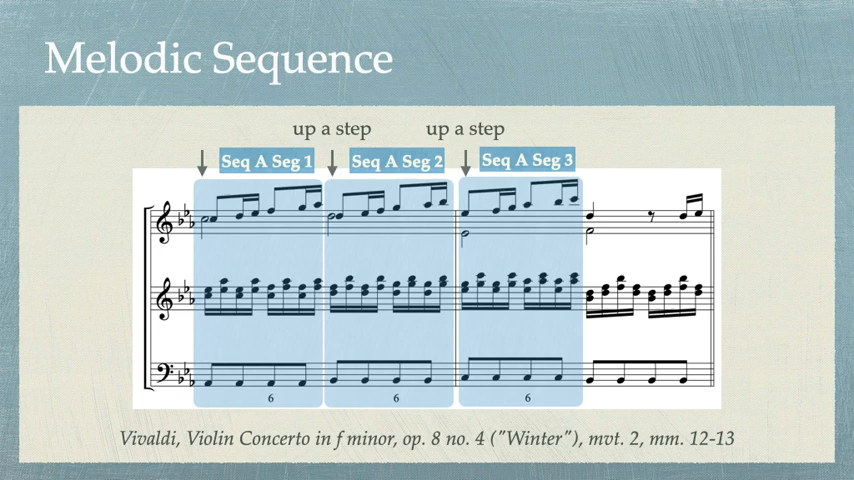 Melodic Sequence
up a step up a step
Seq A Seg 1 Seq A Seg 2 Seq A Seg 3
6 6 6
Vivaldi, Violin Concerto in f minor, op. 8 no. 4 ("Winter"), mvt. 2, mm. 12-13